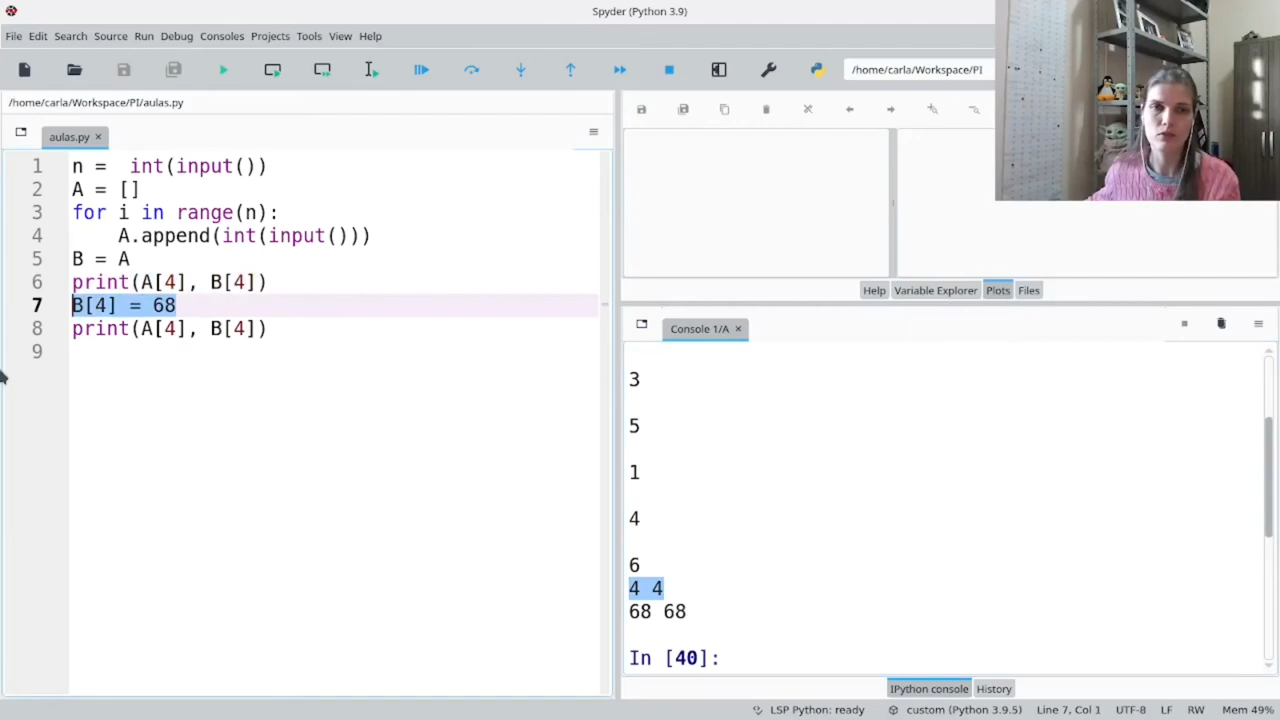 Spyder (Python 3.9)
File Edit Search Source Run Debug Consoles Projects Tools View Help
/home/carla/Workspace/PI
/home/carla/Workspace/PI/aulas.py
aulas.py
1 n =  int(input())
2 A = []
3 for i in range(n):
4     A.append(int(input()))
5 B = A
6 print(A[4], B[4])
7 B[4] = 68
8 print(A[4], B[4])
9
Help Variable Explorer Plots Files
Console 1/A
3
5
1
4
6
4 4
68 68
In [40]:
IPython console History
LSP Python: ready custom (Python 3.9.5) Line 7, Col 1 UTF-8 LF RW Mem 49%